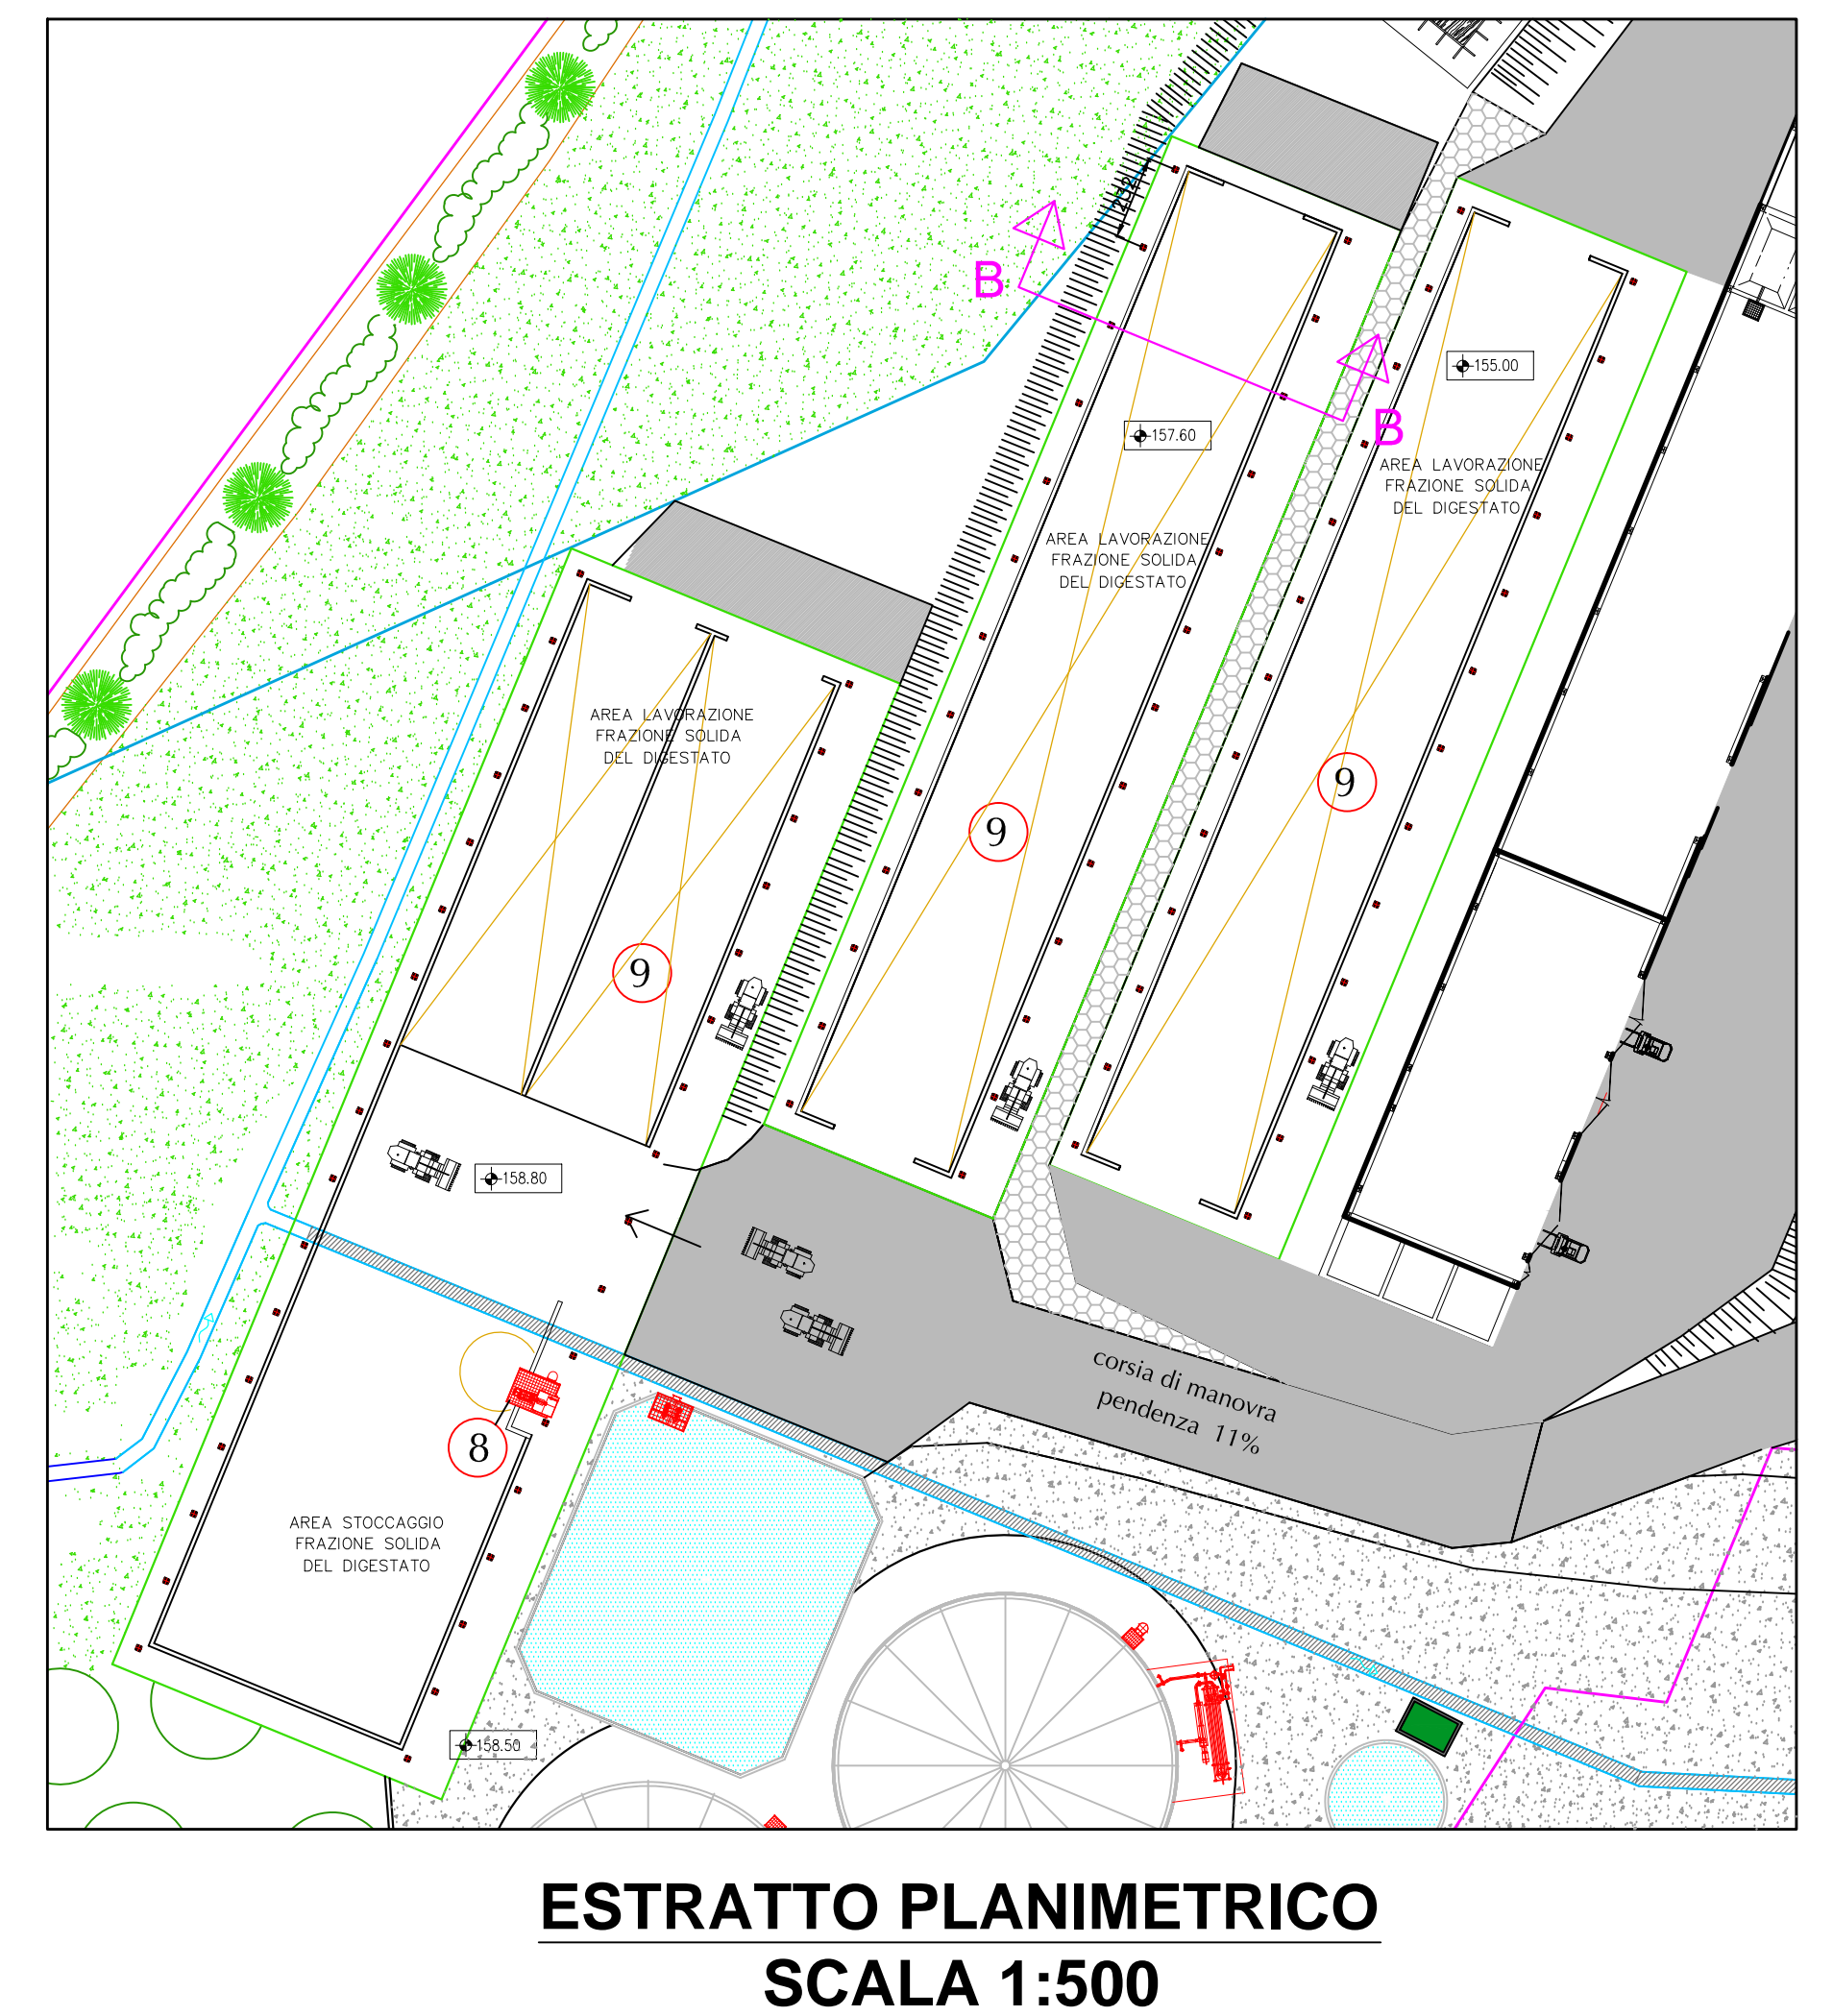 232
B
B
155.00
157.60
AREA LAVORAZIONE
FRAZIONE SOLIDA
DEL DIGESTATO
AREA LAVORAZIONE
FRAZIONE SOLIDA
DEL DIGESTATO
AREA LAVORAZIONE
FRAZIONE SOLIDA
DEL DIGESTATO
9
9
9
158.80
corsia di manovra
pendenza 11%
8
AREA STOCCAGGIO
FRAZIONE SOLIDA
DEL DIGESTATO
158.50
ESTRATTO PLANIMETRICO
SCALA 1:500